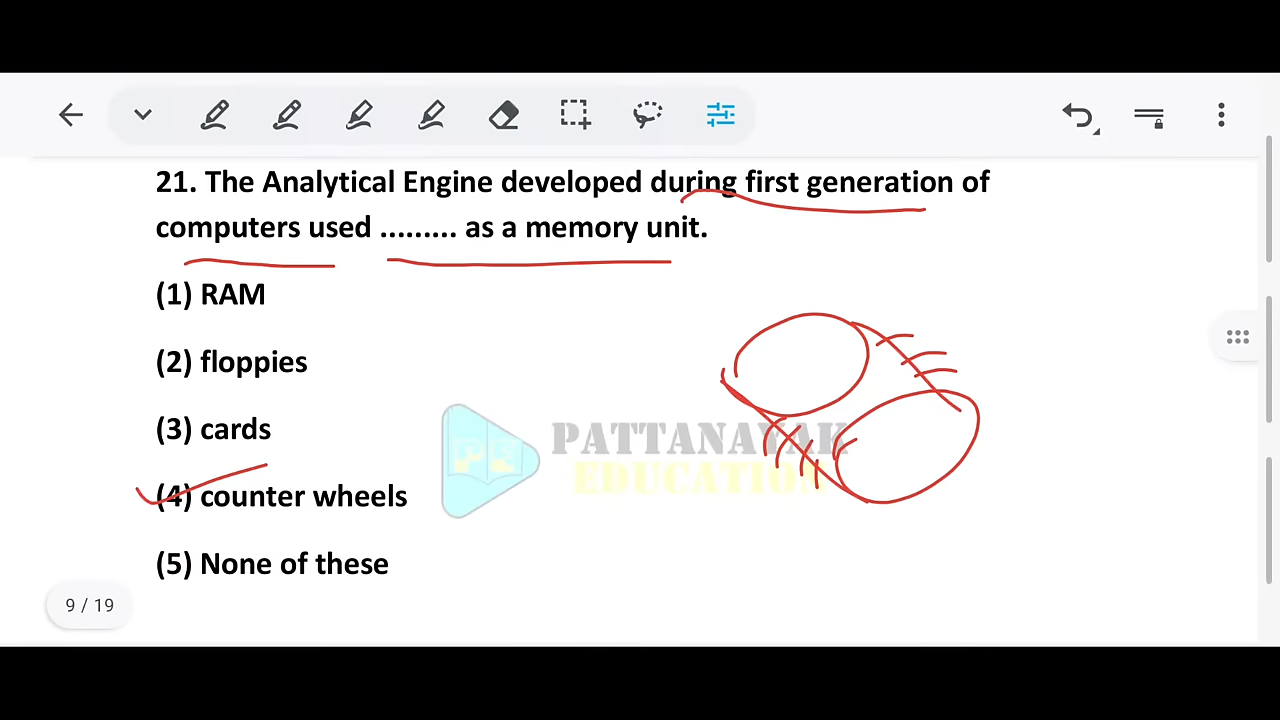 21. The Analytical Engine developed during first generation of
computers used ......... as a memory unit.
(1) RAM
(2) floppies
(3) cards
PATTANAYAK
EDUCATION
(4) counter wheels
(5) None of these
9 / 19